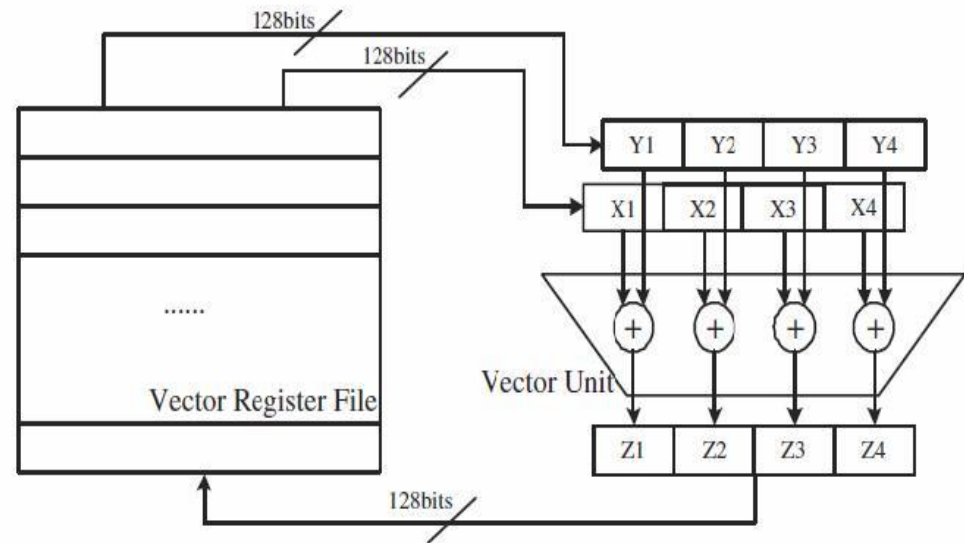 128bits
128bits
Y1 Y2 Y3 Y4
X1 X2 X3 X4
......
+ + + +
Vector Unit
Vector Register File
Z1 Z2 Z3 Z4
128bits